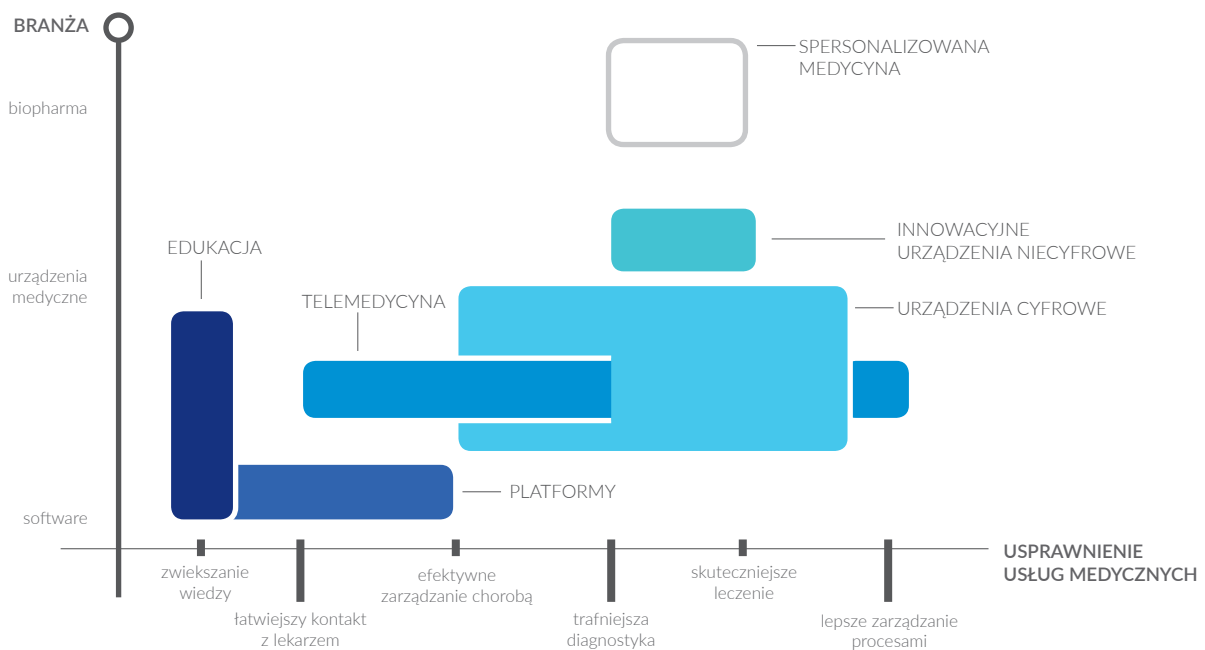 BRANŻA
SPERSONALIZOWANA
MEDYCYNA
biopharma
INNOWACYJNE
URZĄDZENIA NIECYFROWE
EDUKACJA
urządzenia
medyczne
TELEMEDYCYNA
URZĄDZENIA CYFROWE
PLATFORMY
software
USPRAWNIENIE
USŁUG MEDYCZNYCH
zwiekszanie
wiedzy
efektywne
zarządzanie chorobą
skuteczniejsze
leczenie
łatwiejszy kontakt
z lekarzem
trafniejsza
diagnostyka
lepsze zarządzanie
procesami